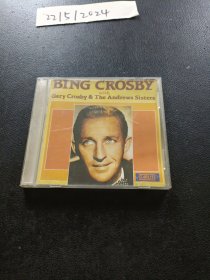 22/5/2024
BING CROSBY
with
Gary Crosby & The Andrews Sisters